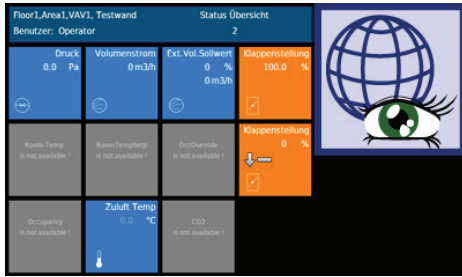 Floor1,Area1,VAV1, Testwand Status Übersicht
Benutzer: Operator 2
Druck
0.0 Pa
Volumenstrom
0 m3/h
Ext.Vol.Sollwert
0 %
0 m3/h
Klappenstellung
100.0 %
Room-Temp.
is not available !
RoomTempSetp.
is not available !
OccOverride
is not available !
Klappenstellung
0 %
Occupancy
is not available !
Zuluft Temp
0.0 °C
CO2
is not available !